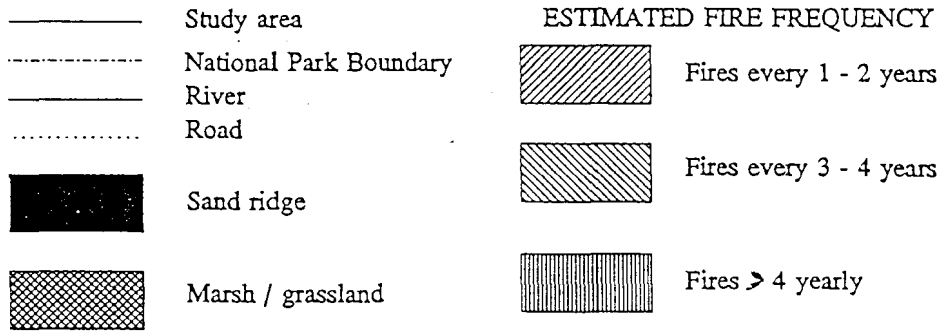 Study area
National Park Boundary
River
Road
Sand ridge
Marsh / grassland
ESTIMATED FIRE FREQUENCY
Fires every 1 - 2 years
Fires every 3 - 4 years
Fires > 4 yearly